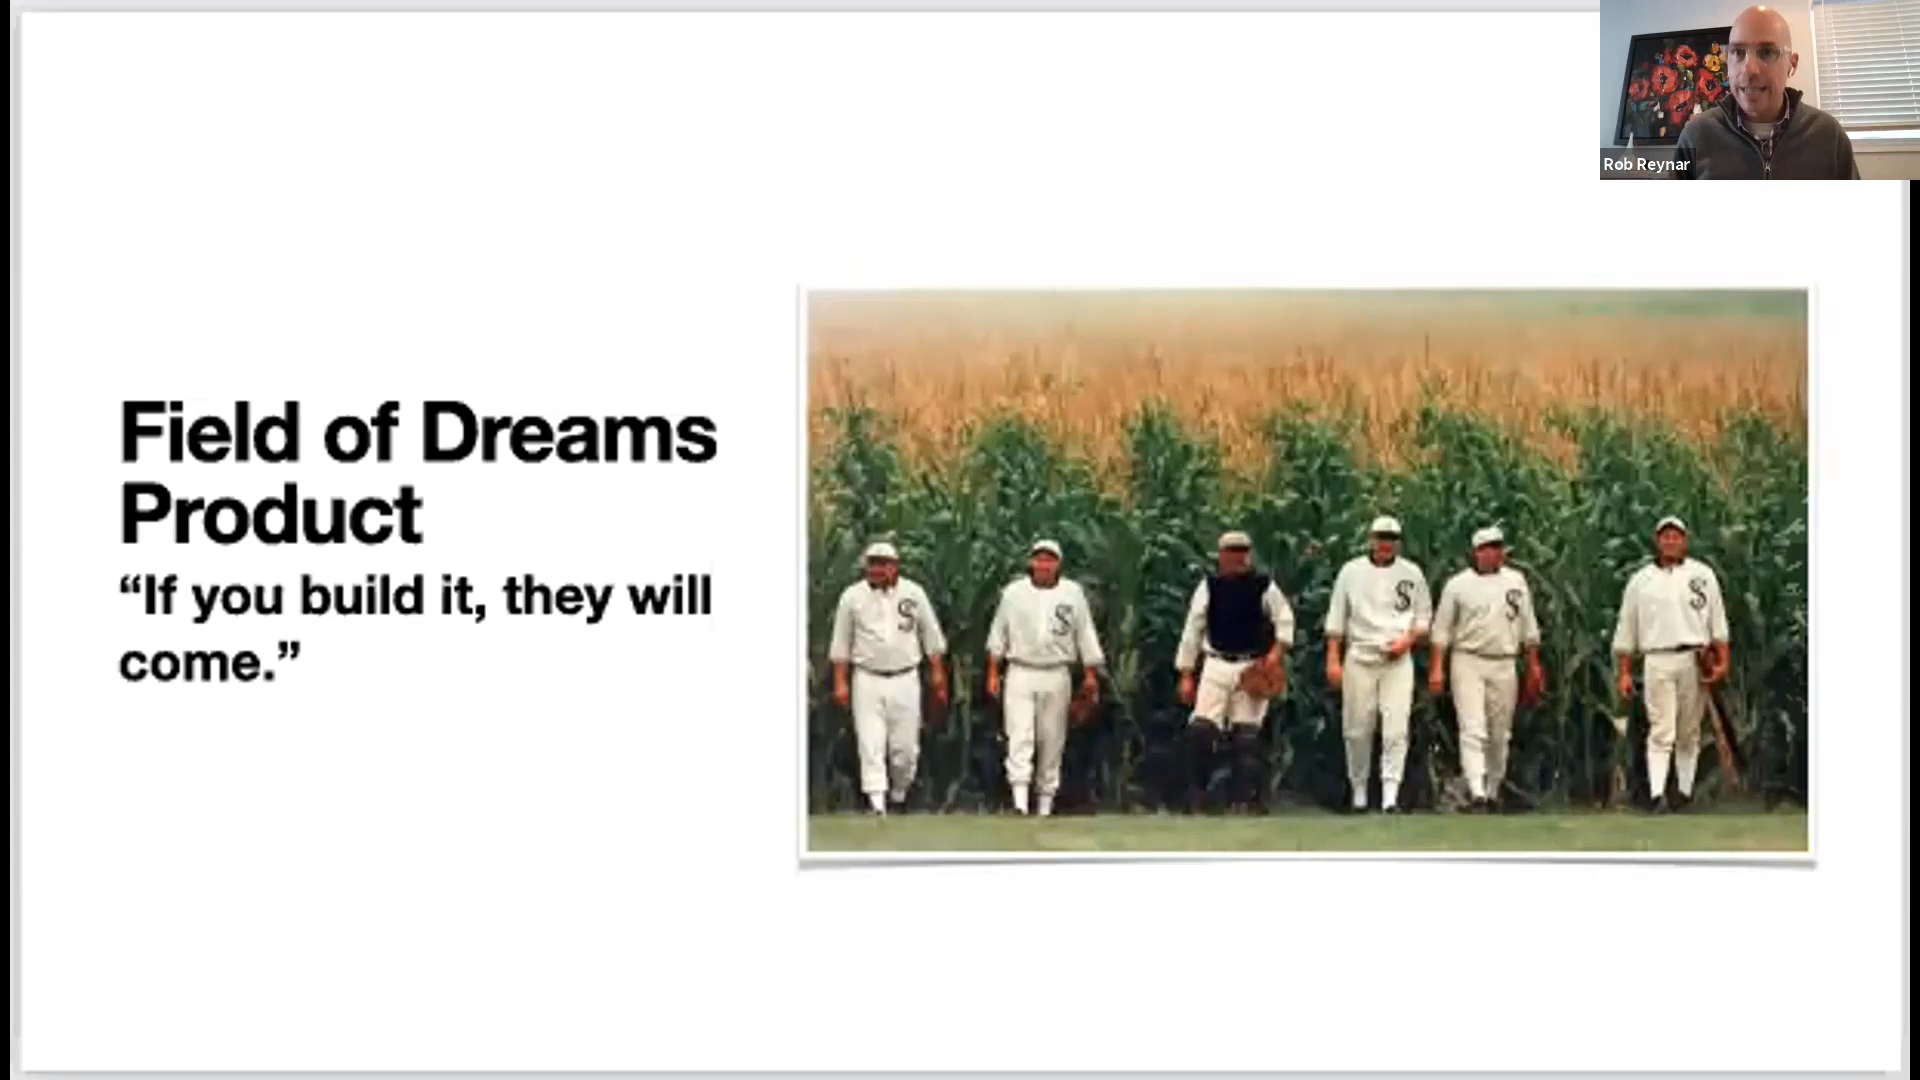 Rob Reynar
Field of Dreams
Product
“If you build it, they will
come.”
S
S
S
S
S